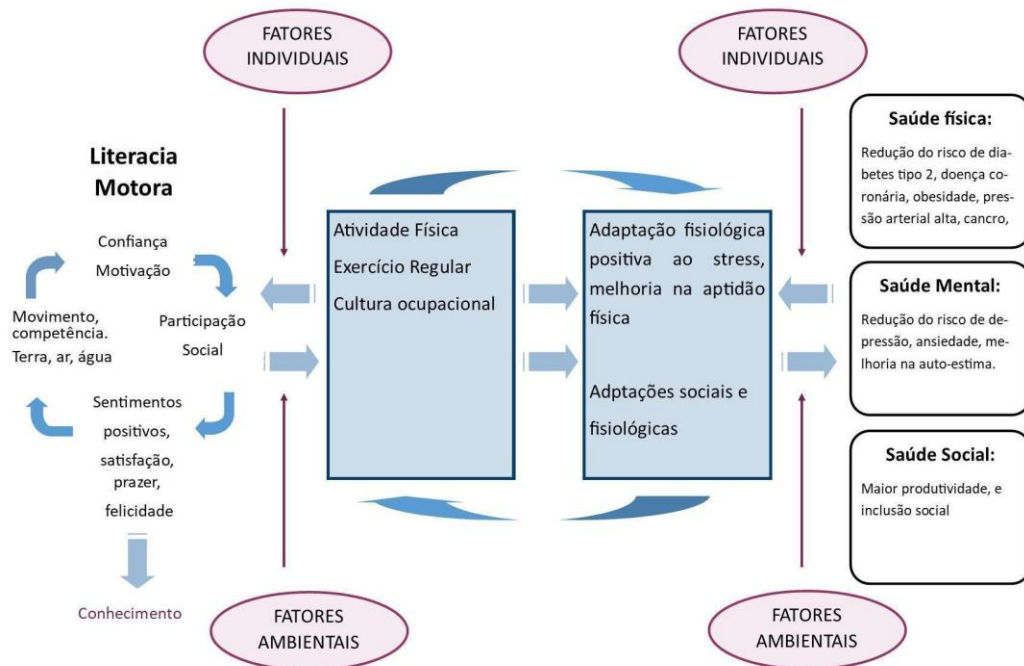 FATORES
INDIVIDUAIS
FATORES
INDIVIDUAIS
Literacia
Motora
Confiança
Motivação
Movimento,
competência.
Terra, ar, água
Participação
Social
Sentimentos
positivos,
satisfação,
prazer,
felicidade
Conhecimento
Atividade Física
Exercício Regular
Cultura ocupacional
Adaptação fisiológica
positiva ao stress,
melhoria na aptidão
física
Adptações sociais e
fisiológicas
Saúde física:
Redução do risco de dia-
betes tipo 2, doença co-
ronária, obesidade, pres-
são arterial alta, cancro,
Saúde Mental:
Redução do risco de de-
pressão, ansiedade, me-
lhoria na auto-estima.
Saúde Social:
Maior produtividade, e
inclusão social
FATORES
AMBIENTAIS
FATORES
AMBIENTAIS